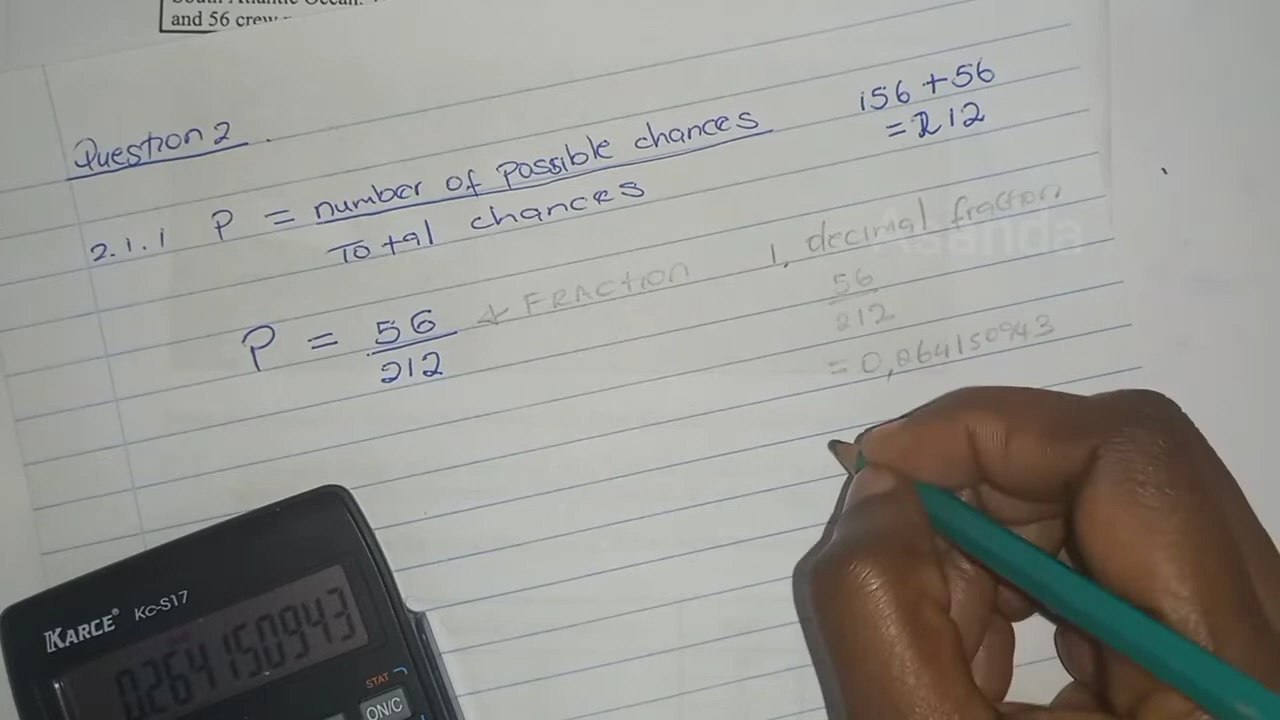 and 56 crew
Question 2.
156 + 56
= 212
2.1.1 P = number of possible chances
Total chances
1, decimal fraction
Asanda
P = 56 FRACTION
212
56
212
= 0,264150943
KARCE® KC-S17
0.264150943
STAT
ON/C